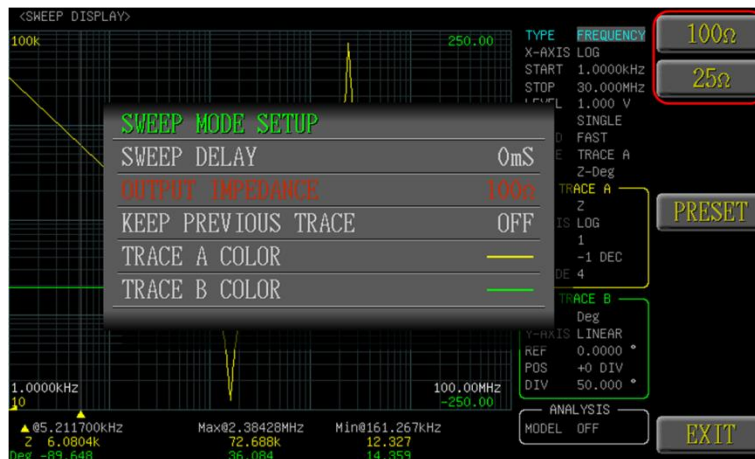 <SWEEP DISPLAY>
100k
250.00
SWEEP MODE SETUP
SWEEP DELAY 0mS
OUTPUT IMPEDANCE 100Ω
KEEP PREVIOUS TRACE OFF
TRACE A COLOR
TRACE B COLOR
1.0000kHz
100.00MHz
10
-250.00
@5.211700kHz Max@2.38428MHz Min@161.267kHz
Z 6.0804k 72.688k 12.327
Deg -89.648 36.084 14.359
TYPE FREQUENCY
X-AXIS LOG
START 1.0000kHz
STOP 30.000MHz
LEVEL 1.000 V
SINGLE
FAST
TRACE A
Z-Deg
TRACE A
Z
LOG
1
-1 DEC
4
TRACE B
Deg
Y-AXIS LINEAR
REF 0.0000 °
POS +0 DIV
DIV 50.000 °
ANALYSIS
MODEL OFF
100Ω
25Ω
PRESET
EXIT